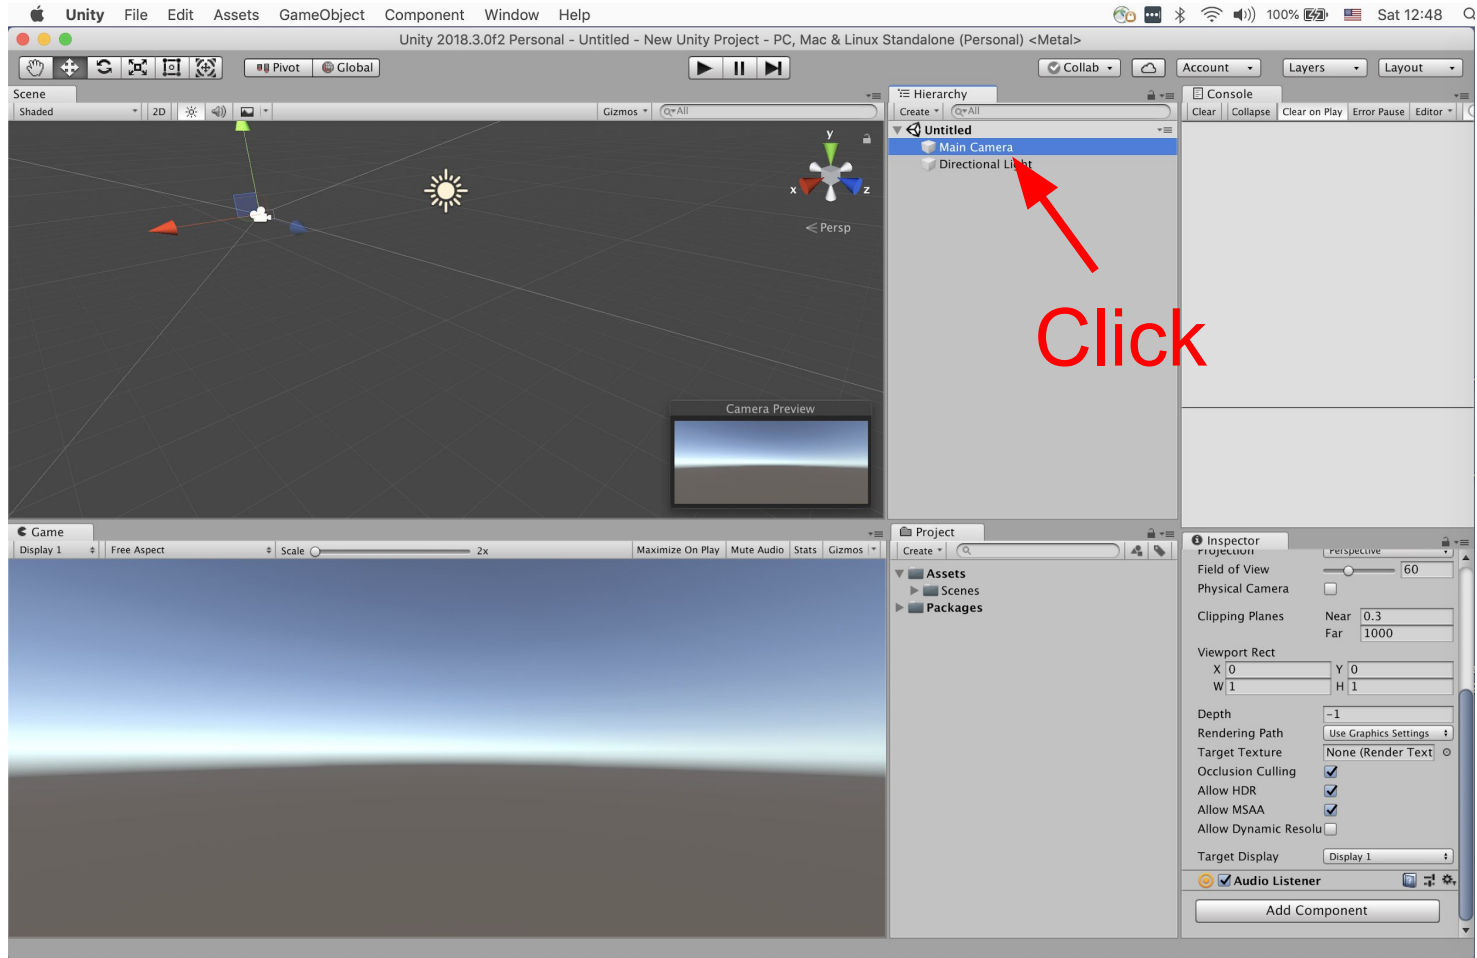 Unity File Edit Assets GameObject Component Window Help 100% Sat 12:48
Unity 2018.3.0f2 Personal - Untitled - New Unity Project - PC, Mac & Linux Standalone (Personal) <Metal>
Pivot Global Collab Account Layers Layout
Scene
Shaded 2D Gizmos All
y
x z
Persp
Camera Preview
Hierarchy
Create All
Untitled
Main Camera
Directional Light
Click
Console
Clear Collapse Clear on Play Error Pause Editor
Game
Display 1 Free Aspect Scale 2x Maximize On Play Mute Audio Stats Gizmos
Project
Create
Assets
Scenes
Packages
Inspector
Projection Perspective
Field of View 60
Physical Camera
Clipping Planes Near 0.3
Far 1000
Viewport Rect
X 0 Y 0
W 1 H 1
Depth -1
Rendering Path Use Graphics Settings
Target Texture None (Render Text
Occlusion Culling
Allow HDR
Allow MSAA
Allow Dynamic Resolu
Target Display Display 1
Audio Listener
Add Component